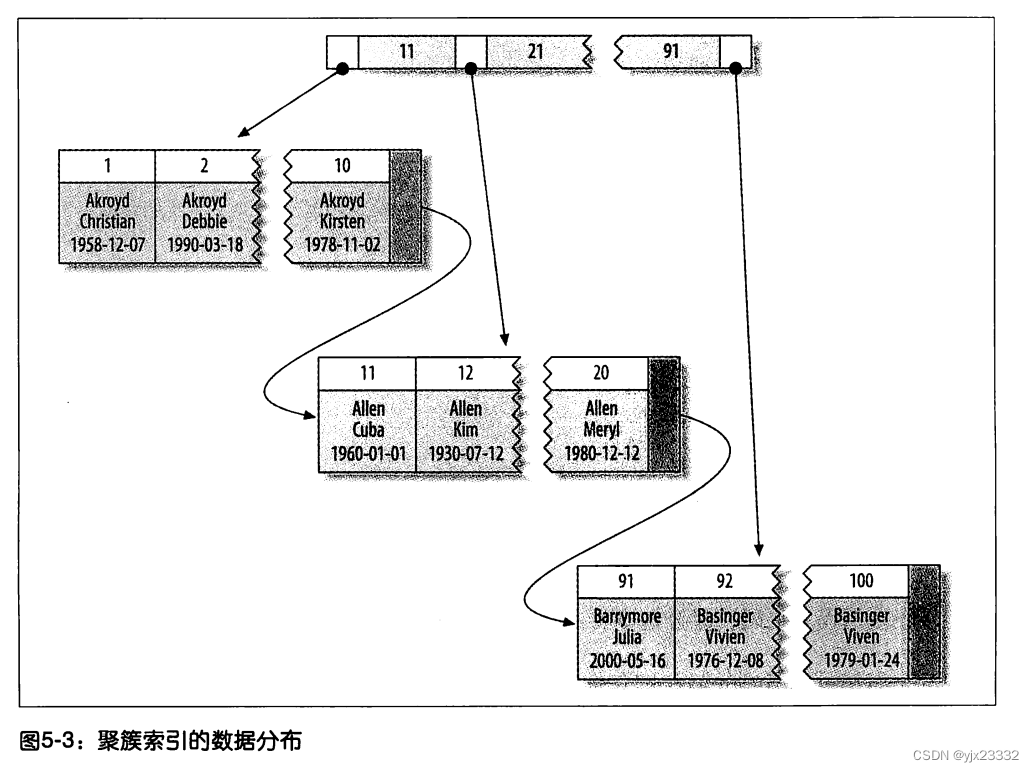 11 21 91
1 2 10
Akroyd Akroyd Akroyd
Christian Debbie Kirsten
1958-12-07 1990-03-18 1978-11-02
11 12 20
Allen Allen Allen
Cuba Kim Meryl
1960-01-01 1930-07-12 1980-12-12
91 92 100
Barrymore Basinger Basinger
Julia Vivien Viven
2000-05-16 1976-12-08 1979-01-24
图5-3：聚簇索引的数据分布
CSDN @yjx23332